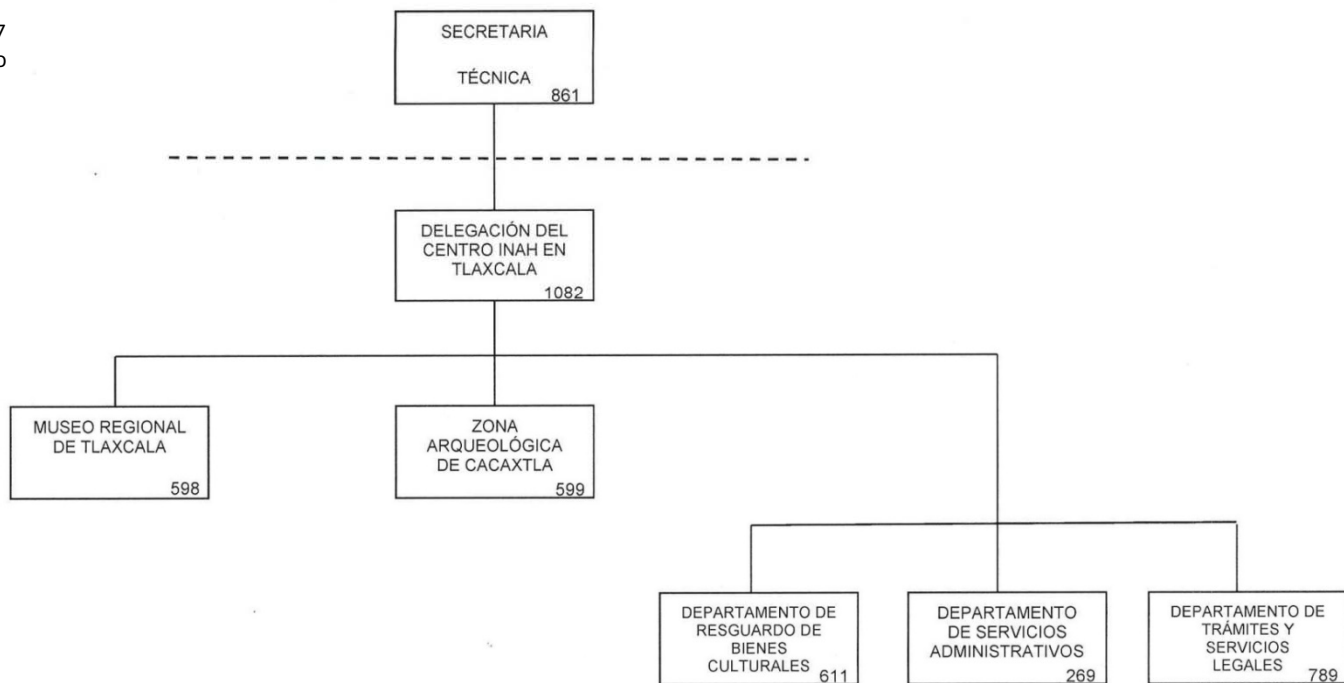 7
O
SECRETARIA
TÉCNICA
861
DELEGACIÓN DEL
CENTRO INAH EN
TLAXCALA
1082
MUSEO REGIONAL
DE TLAXCALA
598
ZONA
ARQUEOLÓGICA
DE CACAXTLA
599
DEPARTAMENTO DE
RESGUARDO DE
BIENES
CULTURALES
611
DEPARTAMENTO
DE SERVICIOS
ADMINISTRATIVOS
269
DEPARTAMENTO DE
TRÁMITES Y
SERVICIOS
LEGALES
789